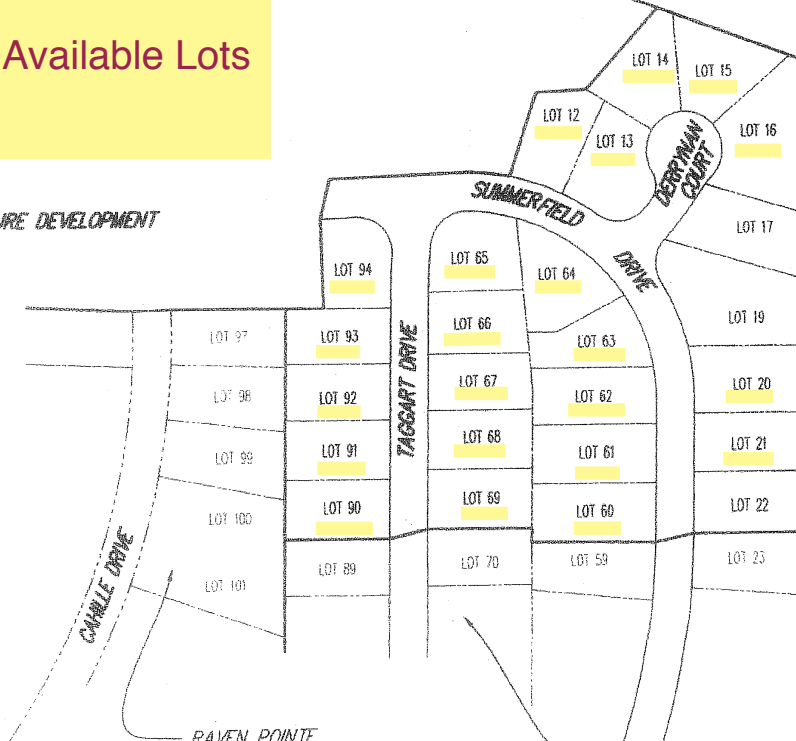 Available Lots
LOT 14
LOT 15
LOT 12
LOT 13
LOT 16
DERRYMAN
COURT
SUMMERFIELD
DRIVE
URE DEVELOPMENT
LOT 17
LOT 94
LOT 65
LOT 64
LOT 97
LOT 93
LOT 66
LOT 63
LOT 19
TAGGART DRIVE
LOT 98
LOT 92
LOT 67
LOT 62
LOT 20
LOT 99
LOT 91
LOT 68
LOT 61
LOT 21
LOT 100
LOT 90
LOT 69
LOT 60
LOT 22
CAHILLE DRIVE
LOT 101
LOT 89
LOT 70
LOT 59
LOT 23
RAVEN POINTE